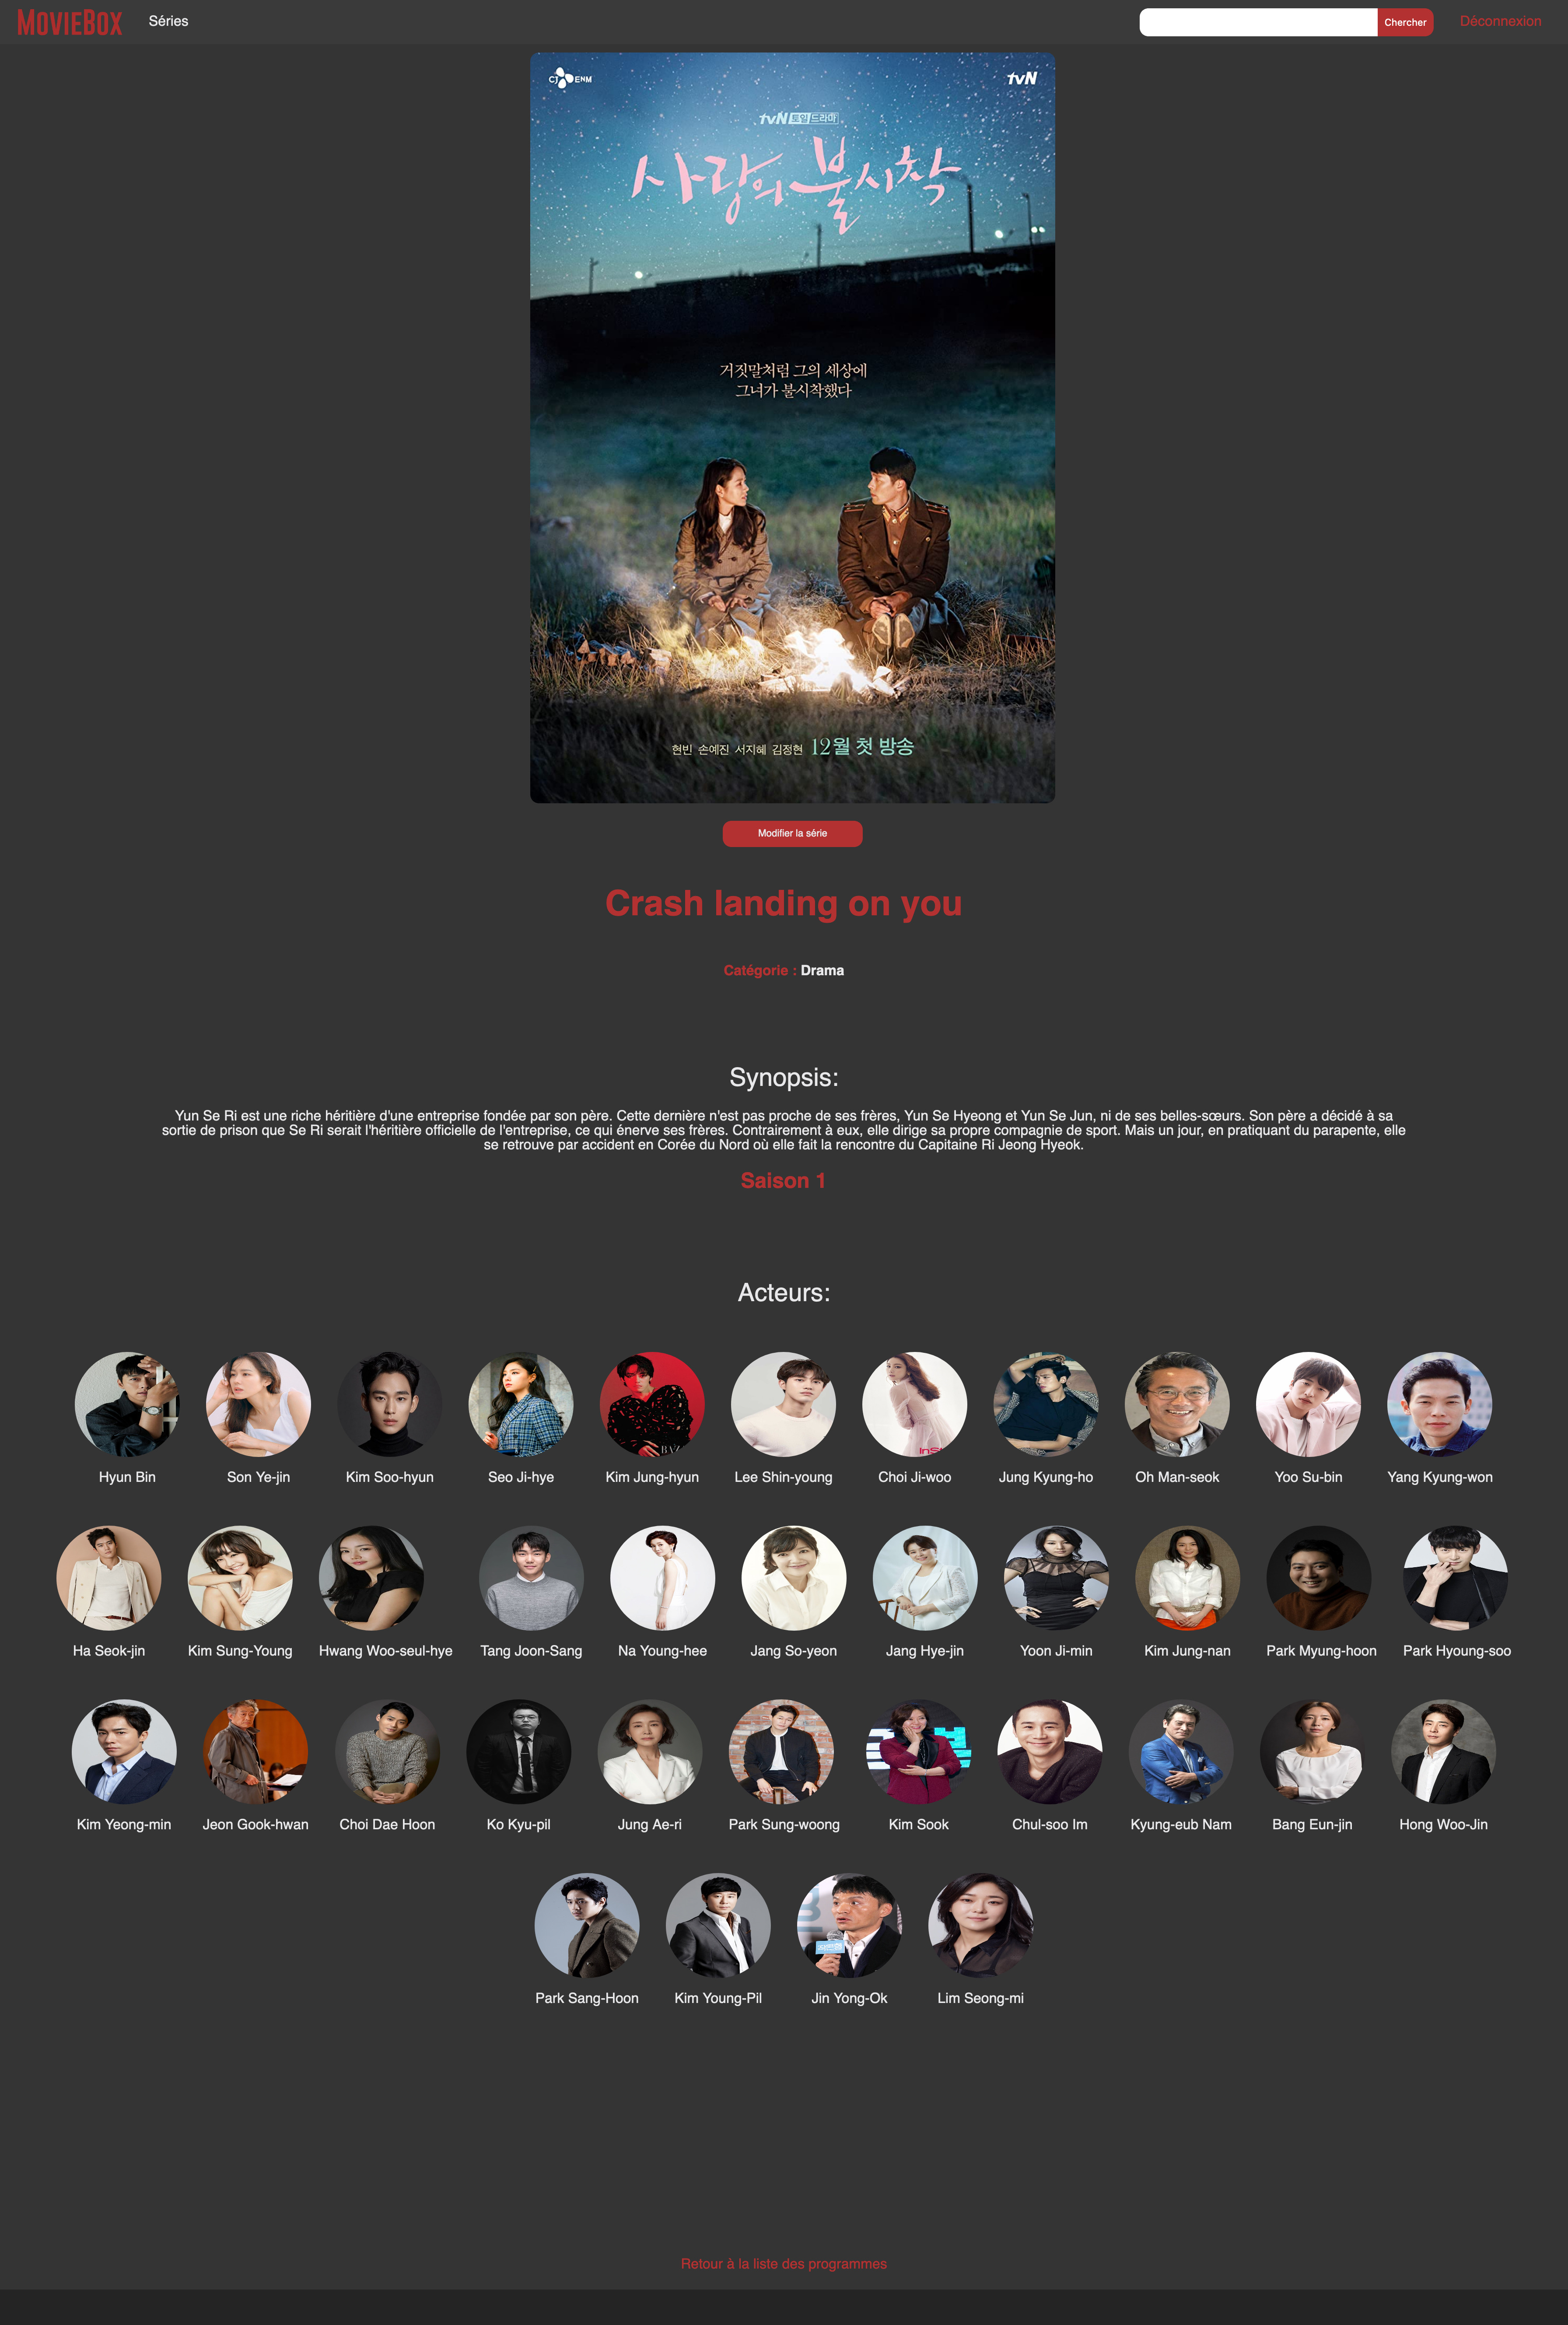 MovieBox
Séries
Chercher
Déconnexion
CJ ENM
tvN
tvN 토일드라마
사랑의 불시착
거짓말처럼 그의 세상에
그녀가 불시착했다
현빈 손예진 서지혜 김정현 12월 첫 방송
Modifier la série
Crash landing on you
Catégorie : Drama
Synopsis:
Yun Se Ri est une riche héritière d'une entreprise fondée par son père. Cette dernière n'est pas proche de ses frères, Yun Se Hyeong et Yun Se Jun, ni de ses belles-sœurs. Son père a décidé à sa
sortie de prison que Se Ri serait l'héritière officielle de l'entreprise, ce qui énerve ses frères. Contrairement à eux, elle dirige sa propre compagnie de sport. Mais un jour, en pratiquant du parapente, elle
se retrouve par accident en Corée du Nord où elle fait la rencontre du Capitaine Ri Jeong Hyeok.
Saison 1
Acteurs:
Hyun Bin Son Ye-jin Kim Soo-hyun Seo Ji-hye Kim Jung-hyun Lee Shin-young Choi Ji-woo Jung Kyung-ho Oh Man-seok Yoo Su-bin Yang Kyung-won
Ha Seok-jin Kim Sung-Young Hwang Woo-seul-hye Tang Joon-Sang Na Young-hee Jang So-yeon Jang Hye-jin Yoon Ji-min Kim Jung-nan Park Myung-hoon Park Hyoung-soo
Kim Yeong-min Jeon Gook-hwan Choi Dae Hoon Ko Kyu-pil Jung Ae-ri Park Sung-woong Kim Sook Chul-soo Im Kyung-eub Nam Bang Eun-jin Hong Woo-Jin
Park Sang-Hoon Kim Young-Pil Jin Yong-Ok Lim Seong-mi
Retour à la liste des programmes